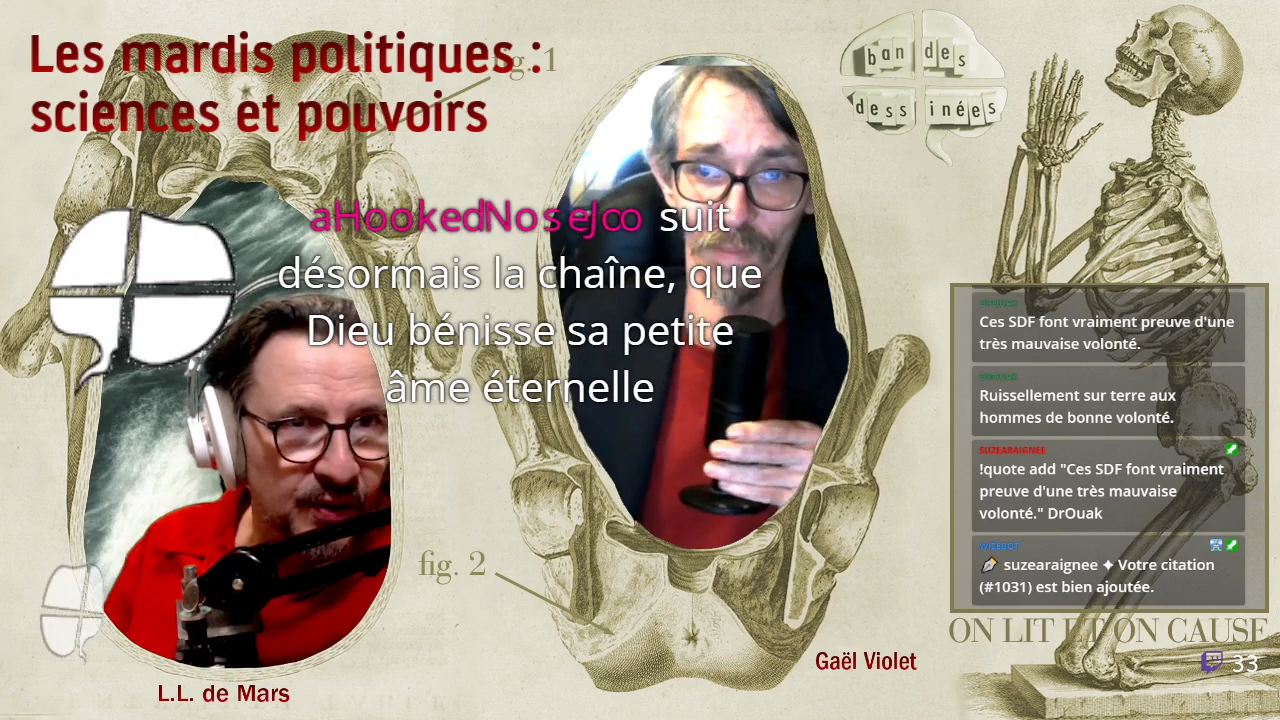 Les mardis politiques :
sciences et pouvoirs
fig. 1
ban des
dess inées
aHookedNoseJoo suit
désormais la chaîne, que
Dieu bénisse sa petite
âme éternelle
Ces SDF font vraiment preuve d'une
très mauvaise volonté.
Ruissellement sur terre aux
hommes de bonne volonté.
SUZEARAIGNEE
!quote add "Ces SDF font vraiment
preuve d'une très mauvaise
volonté." DrOuak
WIZEBOT
suzearaignee ✦ Votre citation
(#1031) est bien ajoutée.
fig. 2
ON LIT ET ON CAUSE
33
Gaël Violet
L.L. de Mars